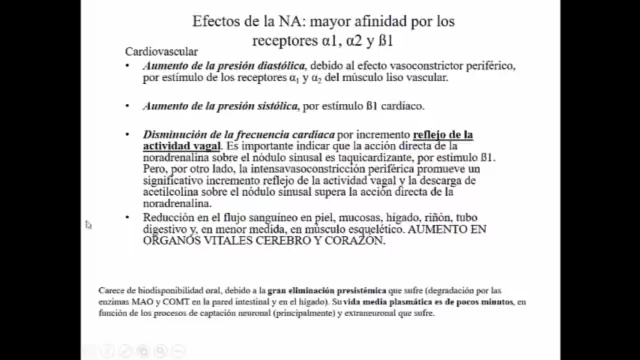 Efectos de la NA: mayor afinidad por los
receptores α1, α2 y ß1
Cardiovascular
• Aumento de la presión diastólica, debido al efecto vasoconstrictor periférico,
por estímulo de los receptores α1 y α2 del músculo liso vascular.
• Aumento de la presión sistólica, por estímulo ß1 cardíaco.
• Disminución de la frecuencia cardíaca por incremento reflejo de la
actividad vagal. Es importante indicar que la acción directa de la
noradrenalina sobre el nódulo sinusal es taquicardizante, por estimulo ß1.
Pero, por otro lado, la intensavasoconstricción periférica promueve un
significativo incremento reflejo de la actividad vagal y la descarga de
acetilcolina sobre el nódulo sinusal supera la acción directa de la
noradrenalina.
• Reducción en el flujo sanguíneo en piel, mucosas, hígado, riñón, tubo
digestivo y, en menor medida, en músculo esquelético. AUMENTO EN
ORGANOS VITALES CEREBRO Y CORAZÓN.
Carece de biodisponibilidad oral, debido a la gran eliminación presistémica que sufre (degradación por las
enzimas MAO y COMT en la pared intestinal y en el hígado). Su vida media plasmática es de pocos minutos, en
función de los procesos de captación neuronal (principalmente) y extraneuronal que sufre.